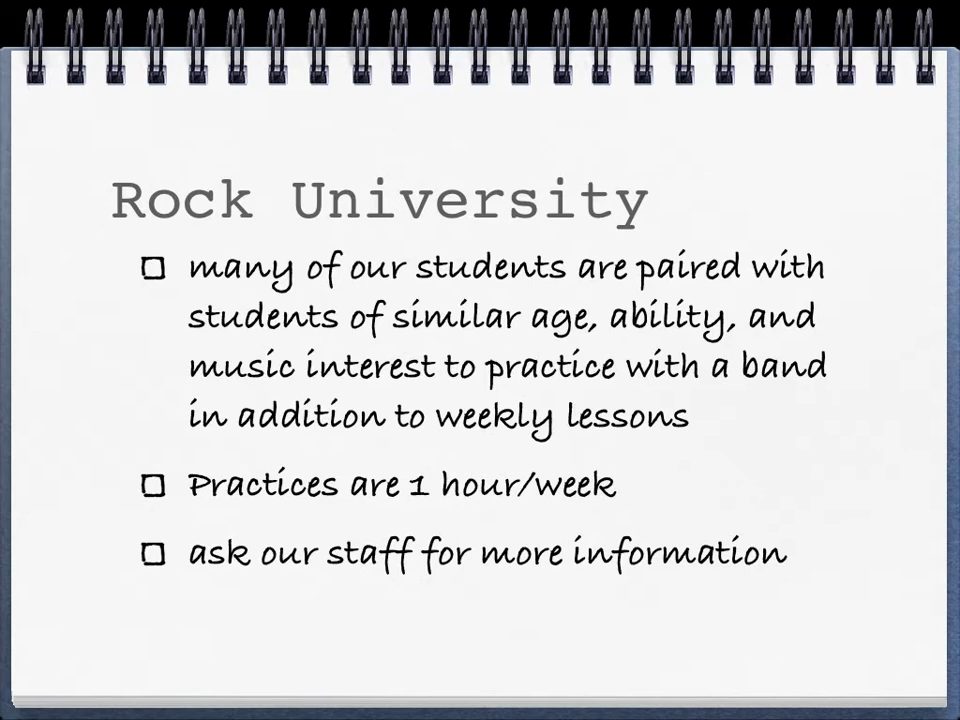 Rock University
many of our students are paired with
students of similar age, ability, and
music interest to practice with a band
in addition to weekly lessons
Practices are 1 hour/week
ask our staff for more information